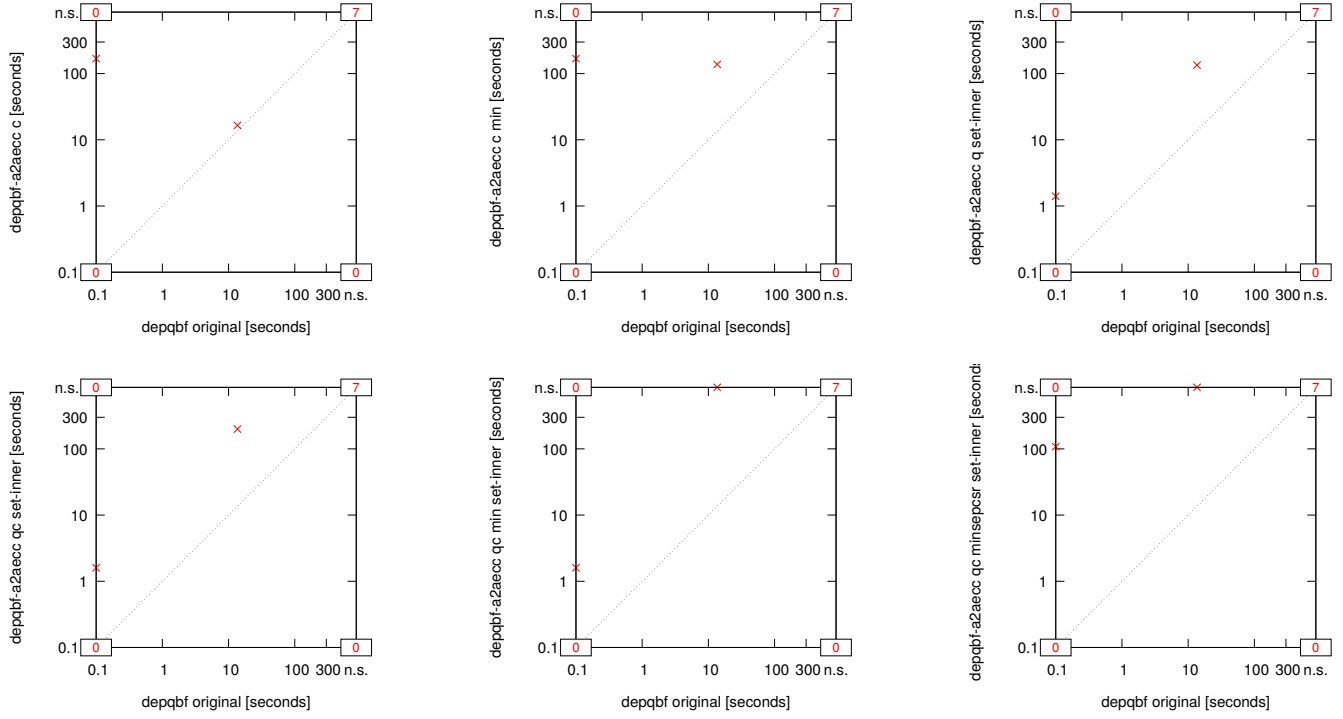 n.s. 0 7
300
100
10
1
0.1 0 0
0.1 1 10 100 300 n.s.
depqbf original [seconds]
depqbf-a2aecc c [seconds]
n.s. 0 7
300
100
10
1
0.1 0 0
0.1 1 10 100 300 n.s.
depqbf original [seconds]
depqbf-a2aecc c min [seconds]
n.s. 0 7
300
100
10
1
0.1 0 0
0.1 1 10 100 300 n.s.
depqbf original [seconds]
depqbf-a2aecc q set-inner [seconds]
n.s. 0 7
300
100
10
1
0.1 0 0
0.1 1 10 100 300 n.s.
depqbf original [seconds]
depqbf-a2aecc qc set-inner [seconds]
n.s. 0 7
300
100
10
1
0.1 0 0
0.1 1 10 100 300 n.s.
depqbf original [seconds]
depqbf-a2aecc qc min set-inner [seconds]
n.s. 0 7
300
100
10
1
0.1 0 0
0.1 1 10 100 300 n.s.
depqbf original [seconds]
depqbf-a2aecc qc minsepcsr set-inner [second